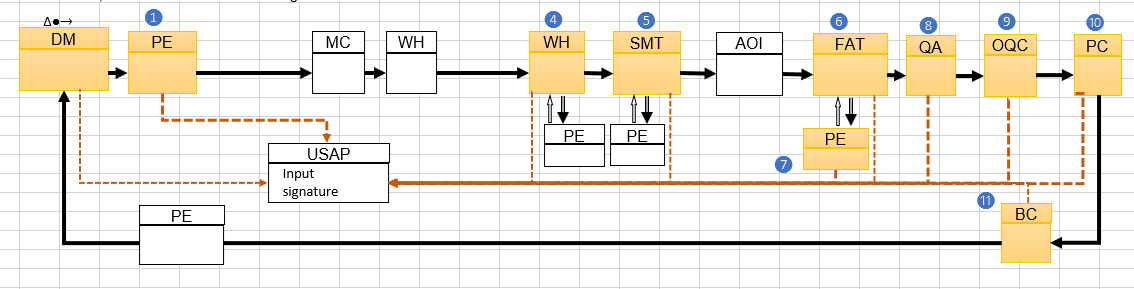 Δ●→
1
4
5
6
8
9
10
DM
PE
MC
WH
WH
SMT
AOI
FAT
QA
OQC
PC
PE
PE
PE
7
USAP
Input
signature
11
BC
PE